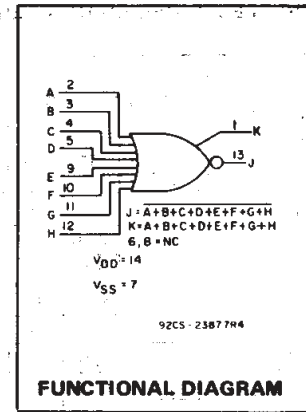 A 2
B 3
C 4
D 5
E 9
F 10
G 11
H 12
1 K
13 J
J = A+B+C+D+E+F+G+H
K=A+B+C+D+E+F+G+H
6, 8 = NC
VDD = 14
VSS = 7
92CS-23877R4
FUNCTIONAL DIAGRAM